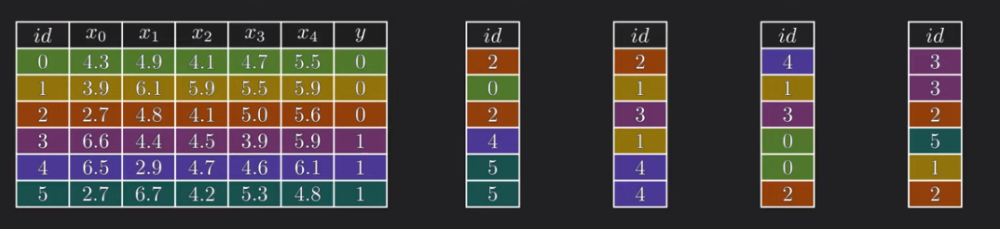 id x₀ x₁ x₂ x₃ x₄ y id id id id
0 4.3 4.9 4.1 4.7 5.5 0 2 2 4 3
1 3.9 6.1 5.9 5.5 5.9 0 0 1 1 3
2 2.7 4.8 4.1 5.0 5.6 0 2 3 3 2
3 6.6 4.4 4.5 3.9 5.9 1 4 1 0 5
4 6.5 2.9 4.7 4.6 6.1 1 5 4 0 1
5 2.7 6.7 4.2 5.3 4.8 1 5 4 2 2